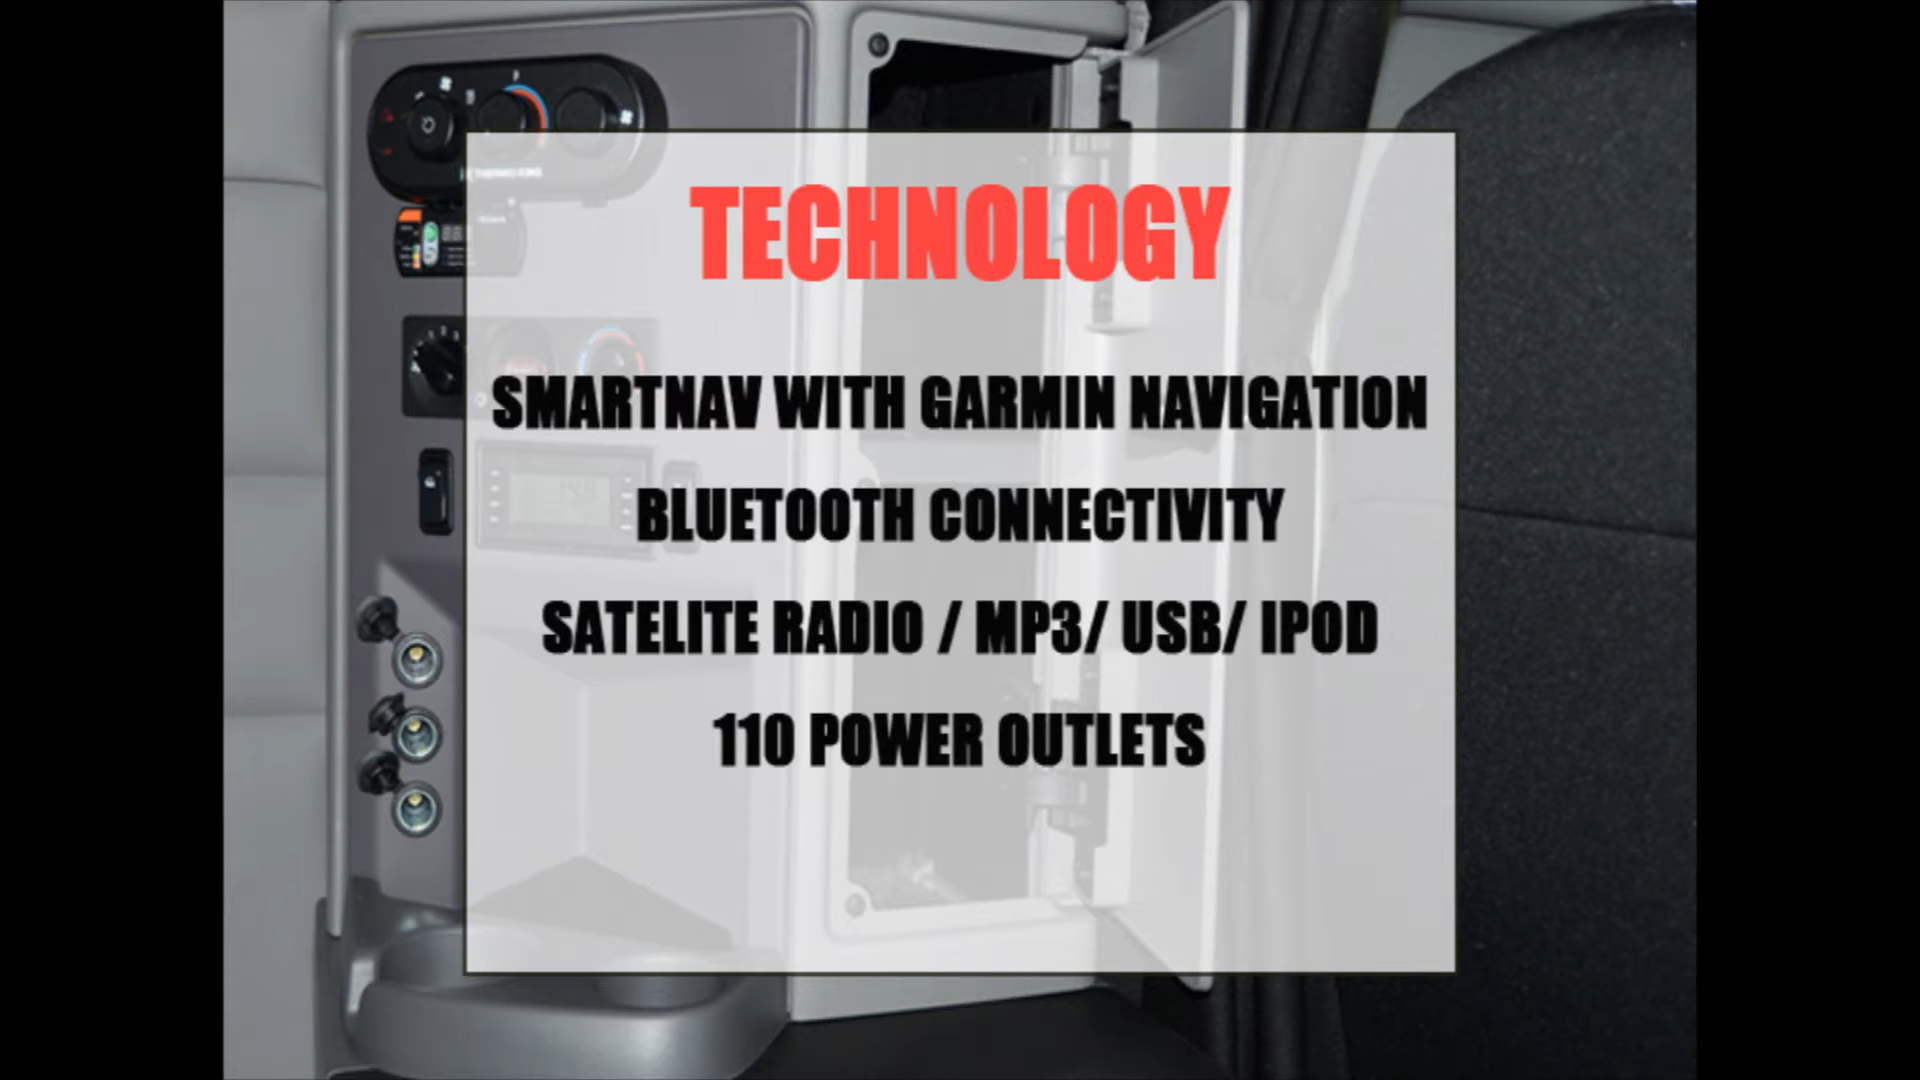 TECHNOLOGY
SMARTNAV WITH GARMIN NAVIGATION
BLUETOOTH CONNECTIVITY
SATELITE RADIO / MP3/ USB/ IPOD
110 POWER OUTLETS